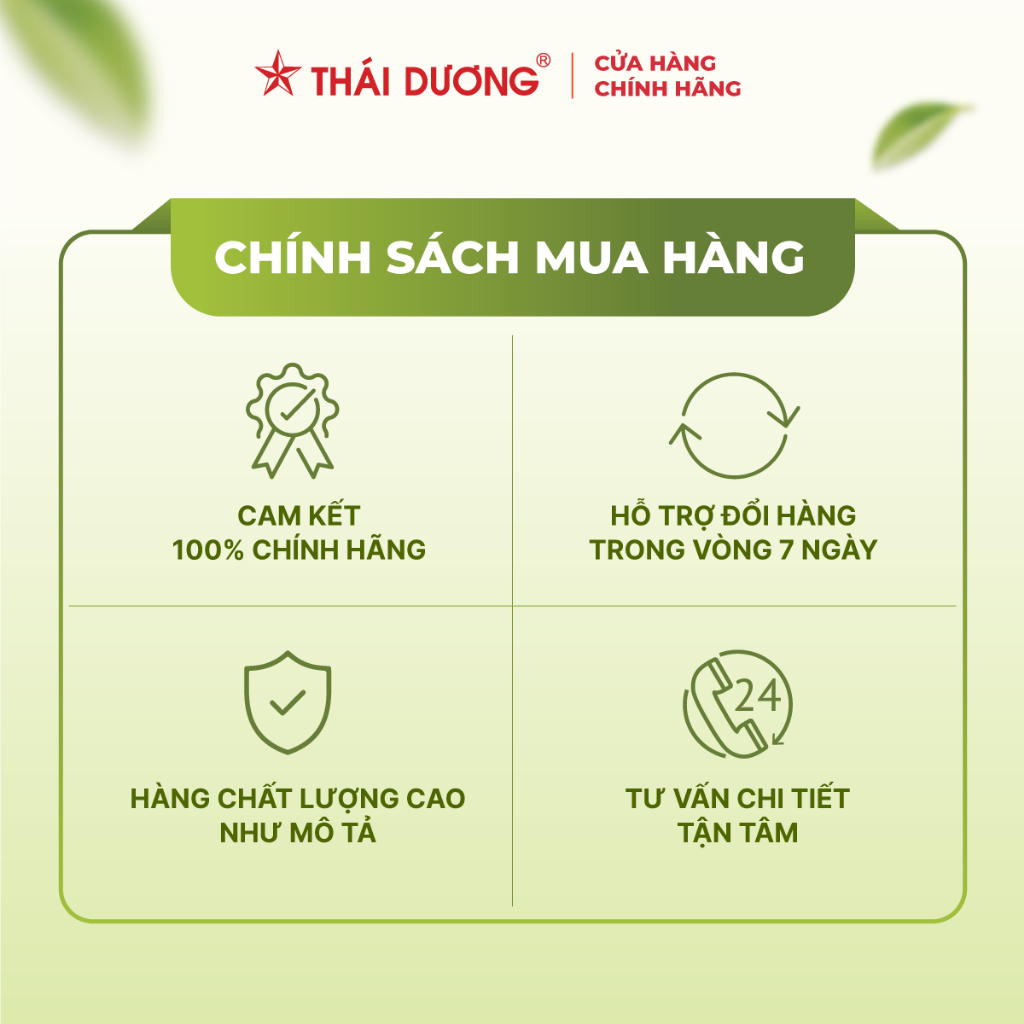 THÁI DƯƠNG®
CỬA HÀNG
CHÍNH HÃNG
CHÍNH SÁCH MUA HÀNG
CAM KẾT
100% CHÍNH HÃNG
HỖ TRỢ ĐỔI HÀNG
TRONG VÒNG 7 NGÀY
HÀNG CHẤT LƯỢNG CAO
NHƯ MÔ TẢ
24
TƯ VẤN CHI TIẾT
TẬN TÂM